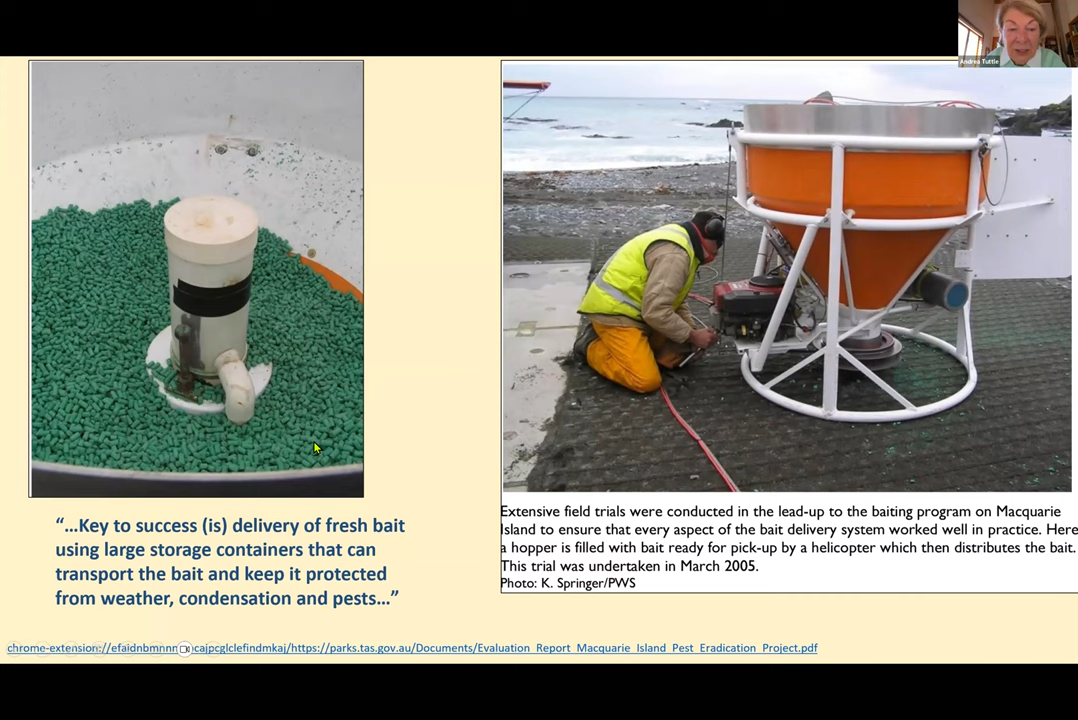 Andrea Tuttle
“...Key to success (is) delivery of fresh bait
using large storage containers that can
transport the bait and keep it protected
from weather, condensation and pests...”
Extensive field trials were conducted in the lead-up to the baiting program on Macquarie
Island to ensure that every aspect of the bait delivery system worked well in practice. Here
a hopper is filled with bait ready for pick-up by a helicopter which then distributes the bait.
This trial was undertaken in March 2005.
Photo: K. Springer/PWS
https://parks.tas.gov.au/Documents/Evaluation_Report_Macquarie_Island_Pest_Eradication_Project.pdf